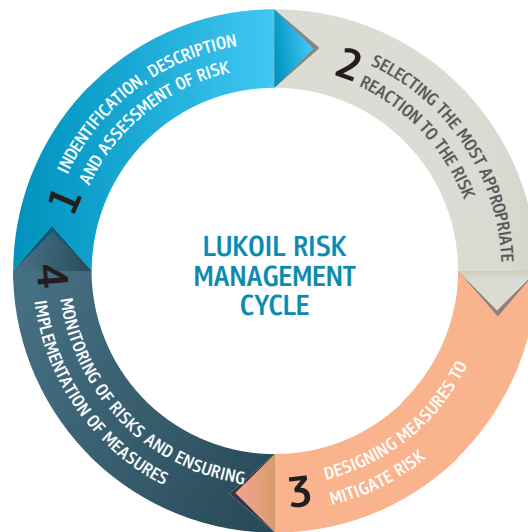 LUKOIL RISK
MANAGEMENT
CYCLE
1
INDENTIFICATION, DESCRIPTION
AND ASSESSMENT OF RISK
2
SELECTING THE MOST APPROPRIATE
REACTION TO THE RISK
3
DESIGNING MEASURES TO
MITIGATE RISK
4
MONITORING OF RISKS AND ENSURING
IMPLEMENTATION OF MEASURES